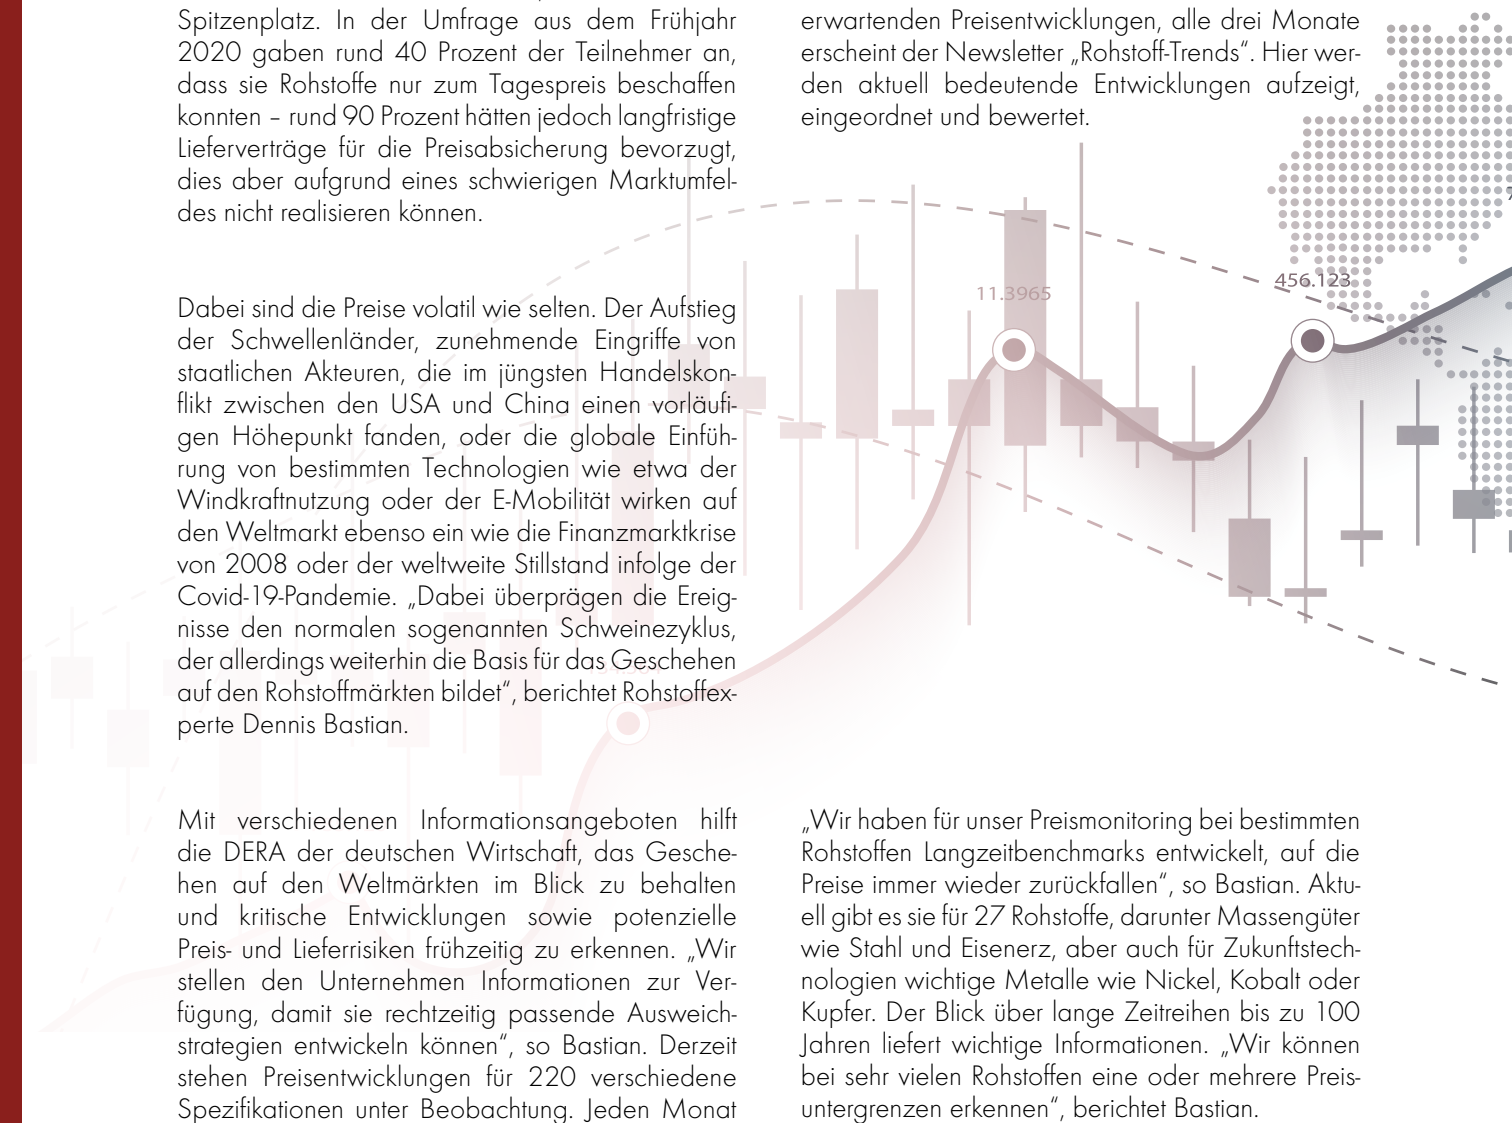 Spitzenplatz. In der Umfrage aus dem Frühjahr
2020 gaben rund 40 Prozent der Teilnehmer an,
dass sie Rohstoffe nur zum Tagespreis beschaffen
konnten – rund 90 Prozent hätten jedoch langfristige
Lieferverträge für die Preisabsicherung bevorzugt,
dies aber aufgrund eines schwierigen Marktumfel-
des nicht realisieren können.
Dabei sind die Preise volatil wie selten. Der Aufstieg
der Schwellenländer, zunehmende Eingriffe von
staatlichen Akteuren, die im jüngsten Handelskon-
flikt zwischen den USA und China einen vorläufi-
gen Höhepunkt fanden, oder die globale Einfüh-
rung von bestimmten Technologien wie etwa der
Windkraftnutzung oder der E-Mobilität wirken auf
den Weltmarkt ebenso ein wie die Finanzmarktkrise
von 2008 oder der weltweite Stillstand infolge der
Covid-19-Pandemie. „Dabei überprägen die Ereig-
nisse den normalen sogenannten Schweinezyklus,
der allerdings weiterhin die Basis für das Geschehen
auf den Rohstoffmärkten bildet“, berichtet Rohstoffex-
perte Dennis Bastian.
Mit verschiedenen Informationsangeboten hilft
die DERA der deutschen Wirtschaft, das Gesche-
hen auf den Weltmärkten im Blick zu behalten
und kritische Entwicklungen sowie potenzielle
Preis- und Lieferrisiken frühzeitig zu erkennen. „Wir
stellen den Unternehmen Informationen zur Ver-
fügung, damit sie rechtzeitig passende Ausweich-
strategien entwickeln können“, so Bastian. Derzeit
stehen Preisentwicklungen für 220 verschiedene
Spezifikationen unter Beobachtung. Jeden Monat
erwartenden Preisentwicklungen, alle drei Monate
erscheint der Newsletter „Rohstoff-Trends“. Hier wer-
den aktuell bedeutende Entwicklungen aufzeigt,
eingeordnet und bewertet.
11.3965
456.123
„Wir haben für unser Preismonitoring bei bestimmten
Rohstoffen Langzeitbenchmarks entwickelt, auf die
Preise immer wieder zurückfallen“, so Bastian. Aktu-
ell gibt es sie für 27 Rohstoffe, darunter Massengüter
wie Stahl und Eisenerz, aber auch für Zukunftstech-
nologien wichtige Metalle wie Nickel, Kobalt oder
Kupfer. Der Blick über lange Zeitreihen bis zu 100
Jahren liefert wichtige Informationen. „Wir können
bei sehr vielen Rohstoffen eine oder mehrere Preis-
untergrenzen erkennen“, berichtet Bastian.